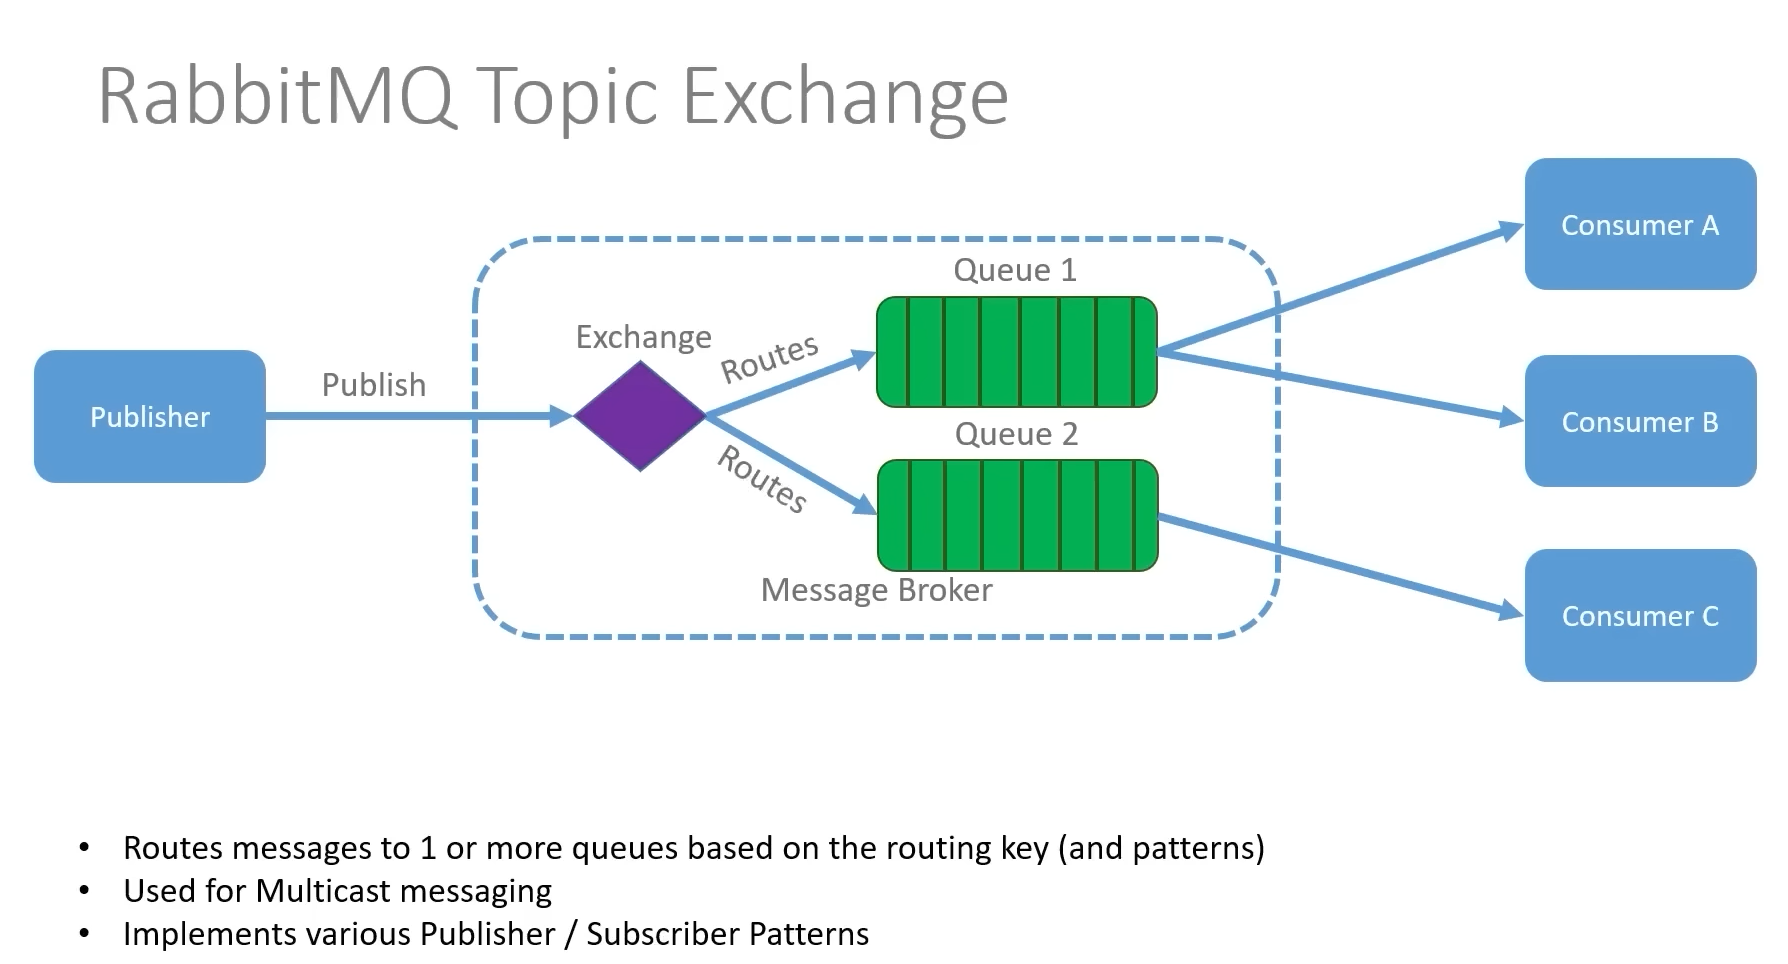 RabbitMQ Topic Exchange
Consumer A
Queue 1
Exchange
Routes
Publish
Publisher
Consumer B
Queue 2
Routes
Message Broker
Consumer C
• Routes messages to 1 or more queues based on the routing key (and patterns)
• Used for Multicast messaging
• Implements various Publisher / Subscriber Patterns